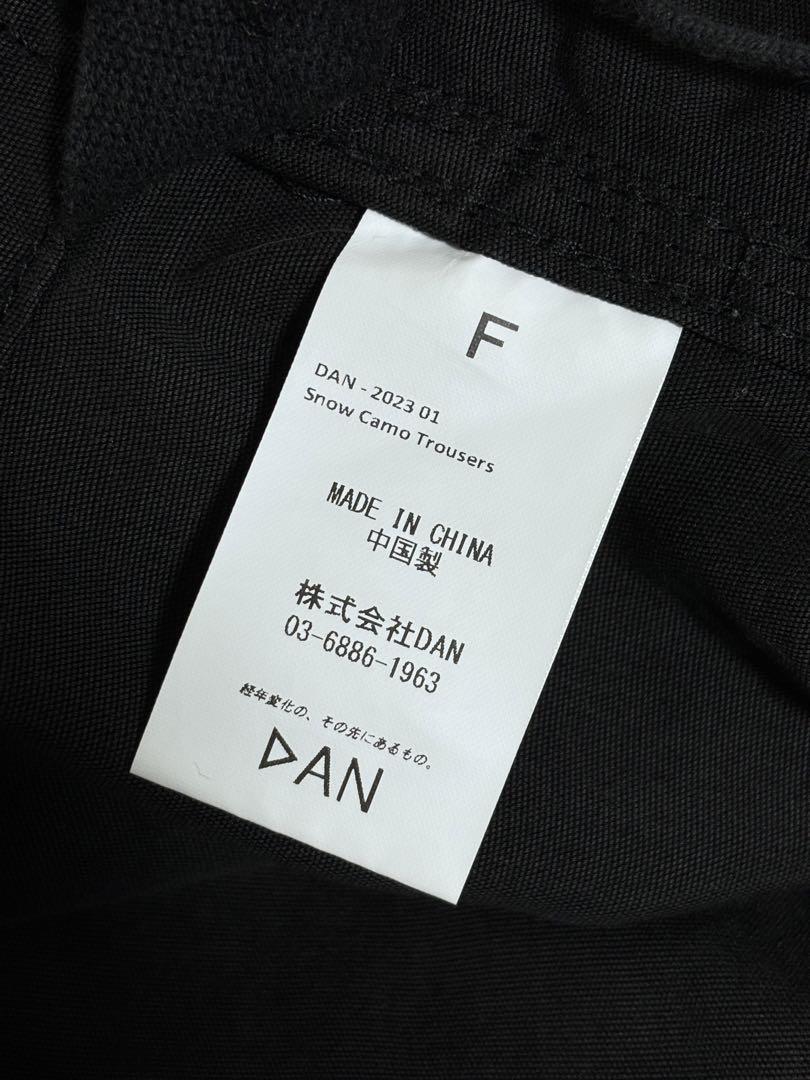 F
DAN - 2023 01
Snow Camo Trousers
MADE IN CHINA
中国製
株式会社DAN
03-6886-1963
経年変化の、その先にあるもの。
DAN